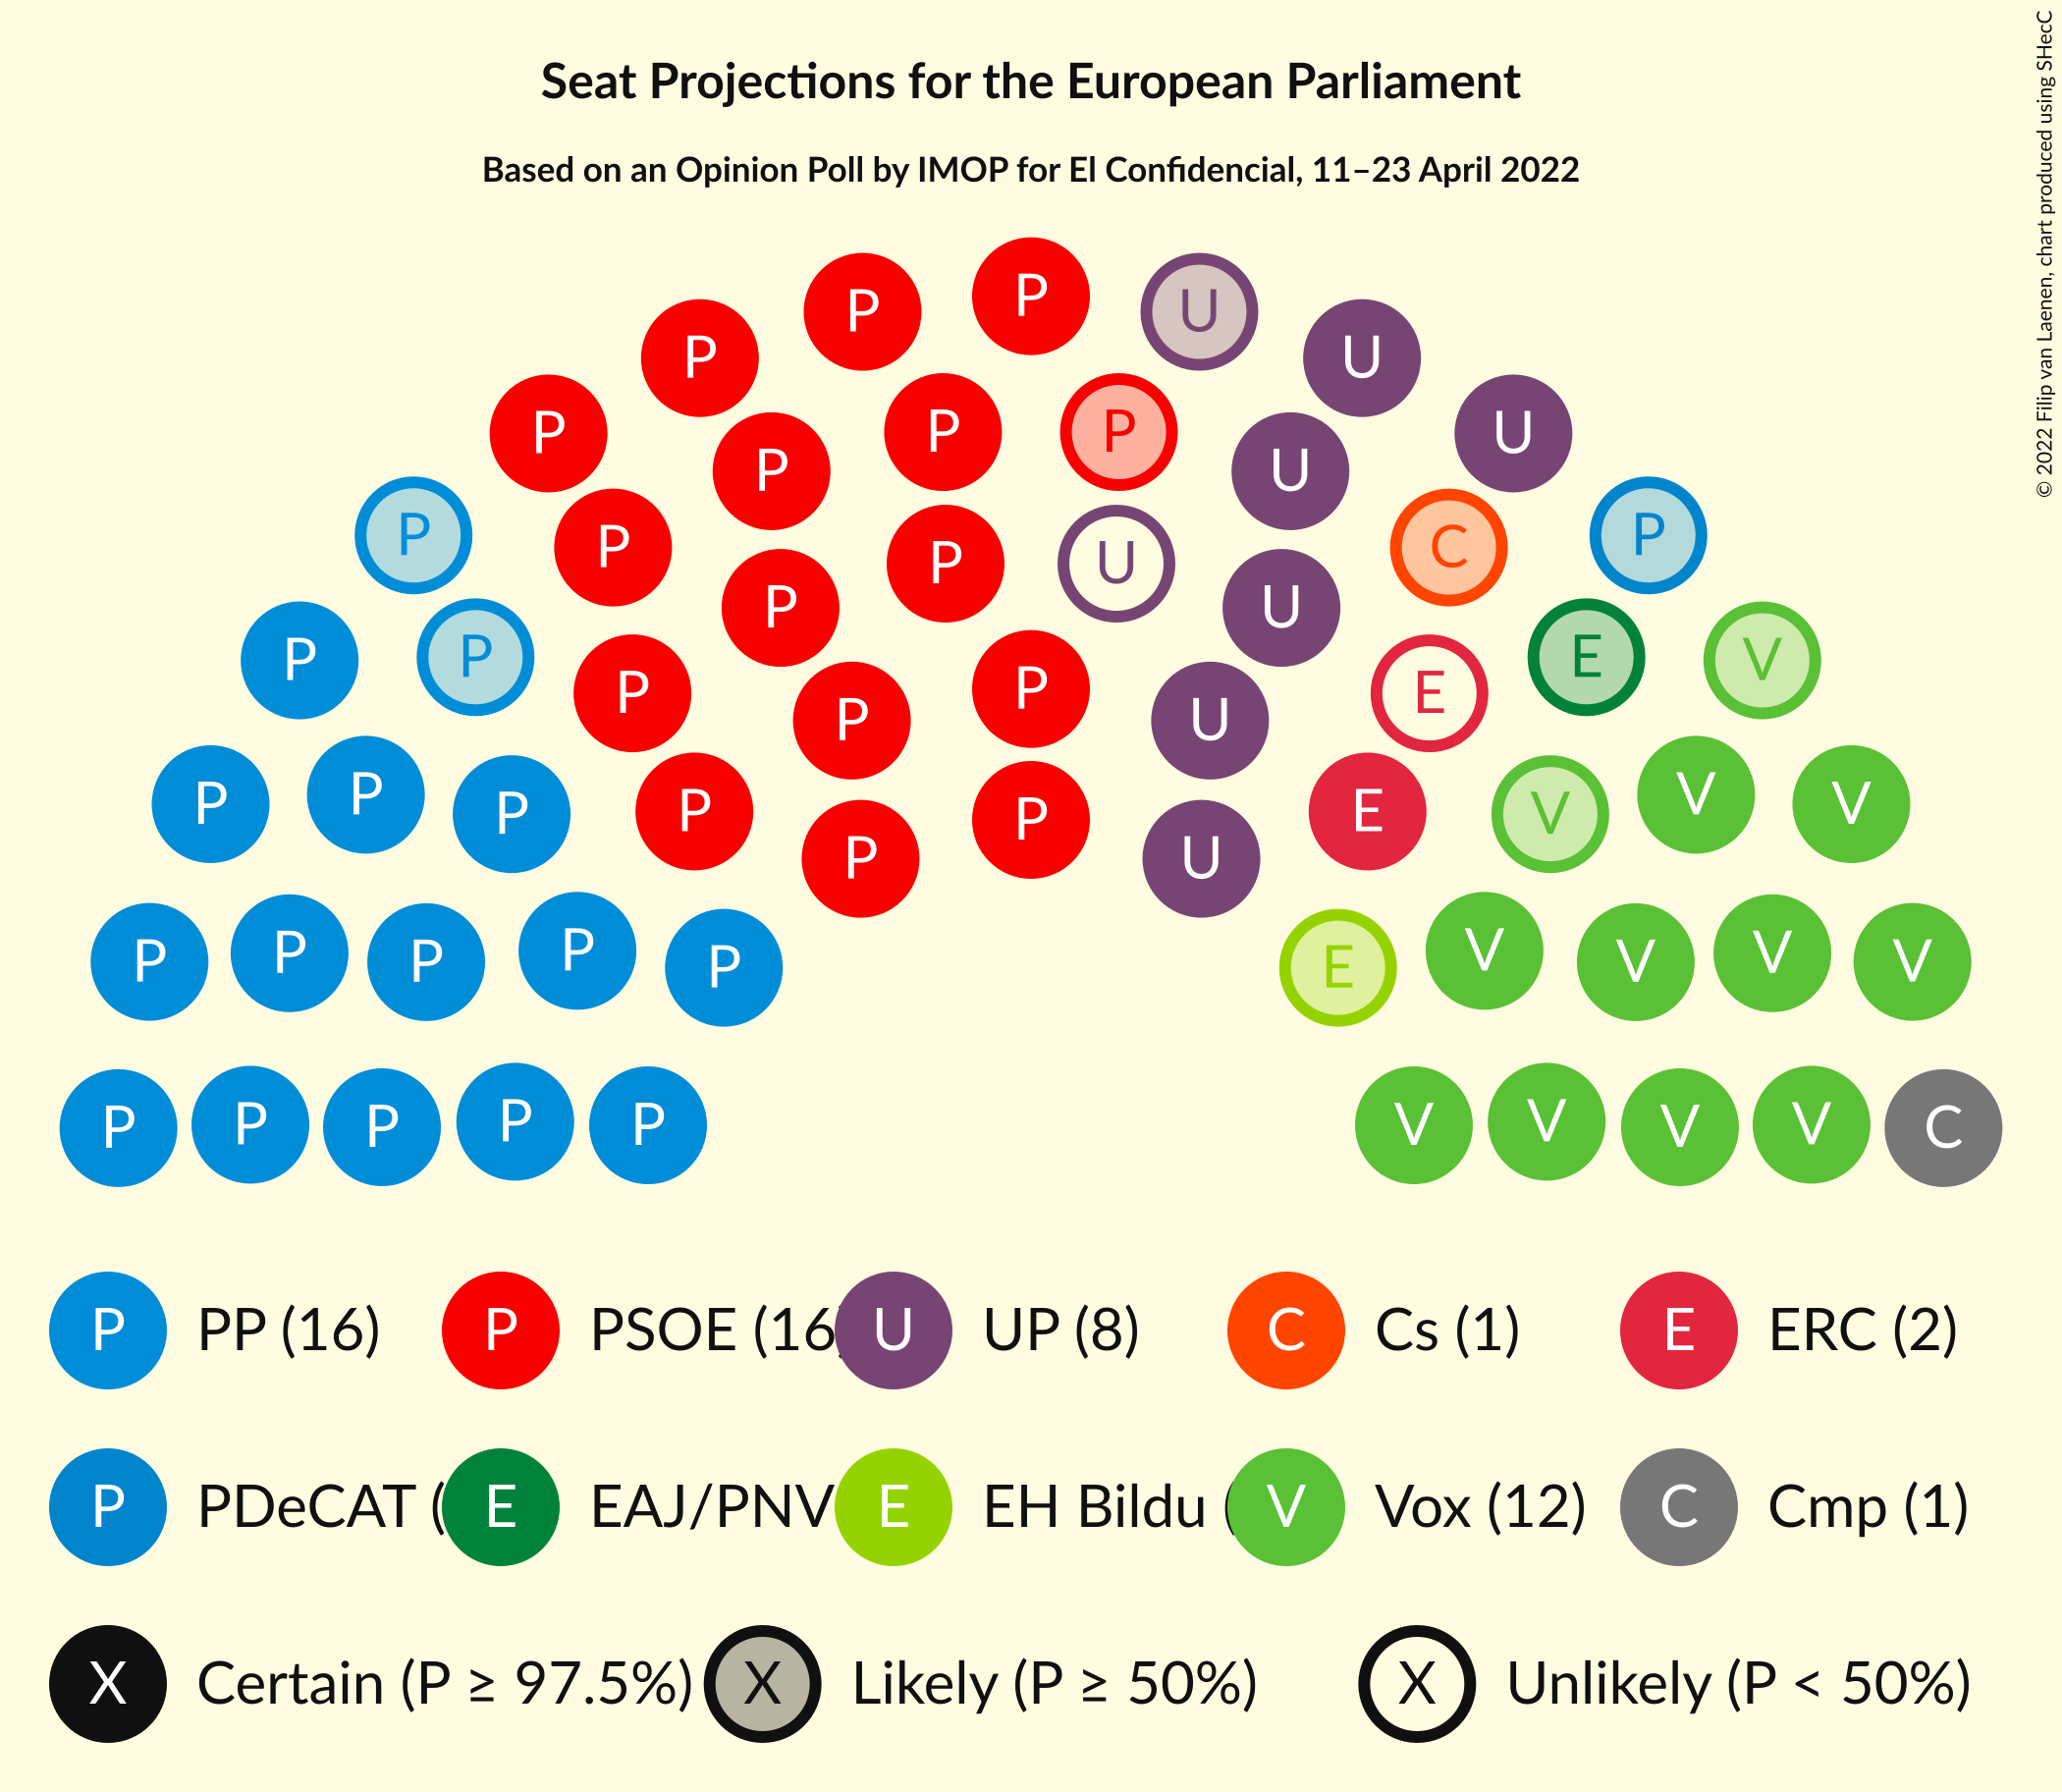 Seat Projections for the European Parliament
Based on an Opinion Poll by IMOP for El Confidencial, 11–23 April 2022
© 2022 Filip van Laenen, chart produced using SHecC
P
P U
P U
P P P U
P U
P P
P C
P U
P U
P P E V
P P E
P U
P P P V V V
P P E
P U
P P P P P E V V V V
P P P P P V V V V C
P PP (16) P PSOE (16 U UP (8) C Cs (1) E ERC (2)
P PDeCAT ( E EAJ/PNV E EH Bildu ( V Vox (12) C Cmp (1)
X Certain (P ≥ 97.5%) X Likely (P ≥ 50%) X Unlikely (P < 50%)